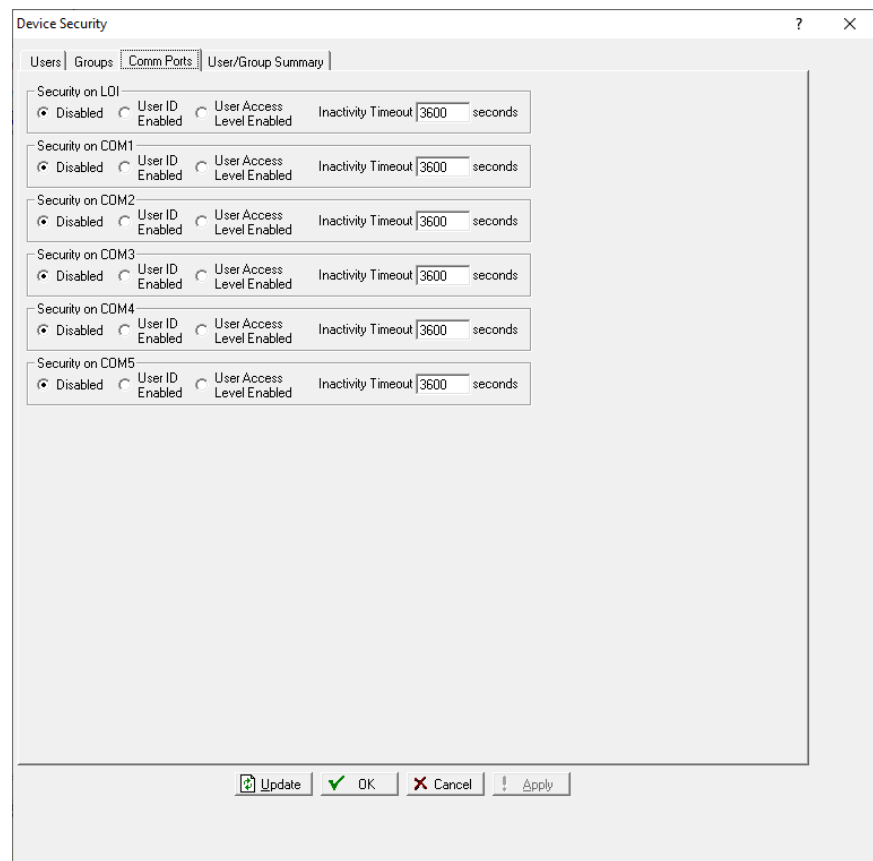 Device Security
?
Users Groups Comm Ports User/Group Summary
Security on LOI
Disabled User ID Enabled User Access Level Enabled Inactivity Timeout 3600 seconds
Security on COM1
Disabled User ID Enabled User Access Level Enabled Inactivity Timeout 3600 seconds
Security on COM2
Disabled User ID Enabled User Access Level Enabled Inactivity Timeout 3600 seconds
Security on COM3
Disabled User ID Enabled User Access Level Enabled Inactivity Timeout 3600 seconds
Security on COM4
Disabled User ID Enabled User Access Level Enabled Inactivity Timeout 3600 seconds
Security on COM5
Disabled User ID Enabled User Access Level Enabled Inactivity Timeout 3600 seconds
Update OK Cancel ! Apply